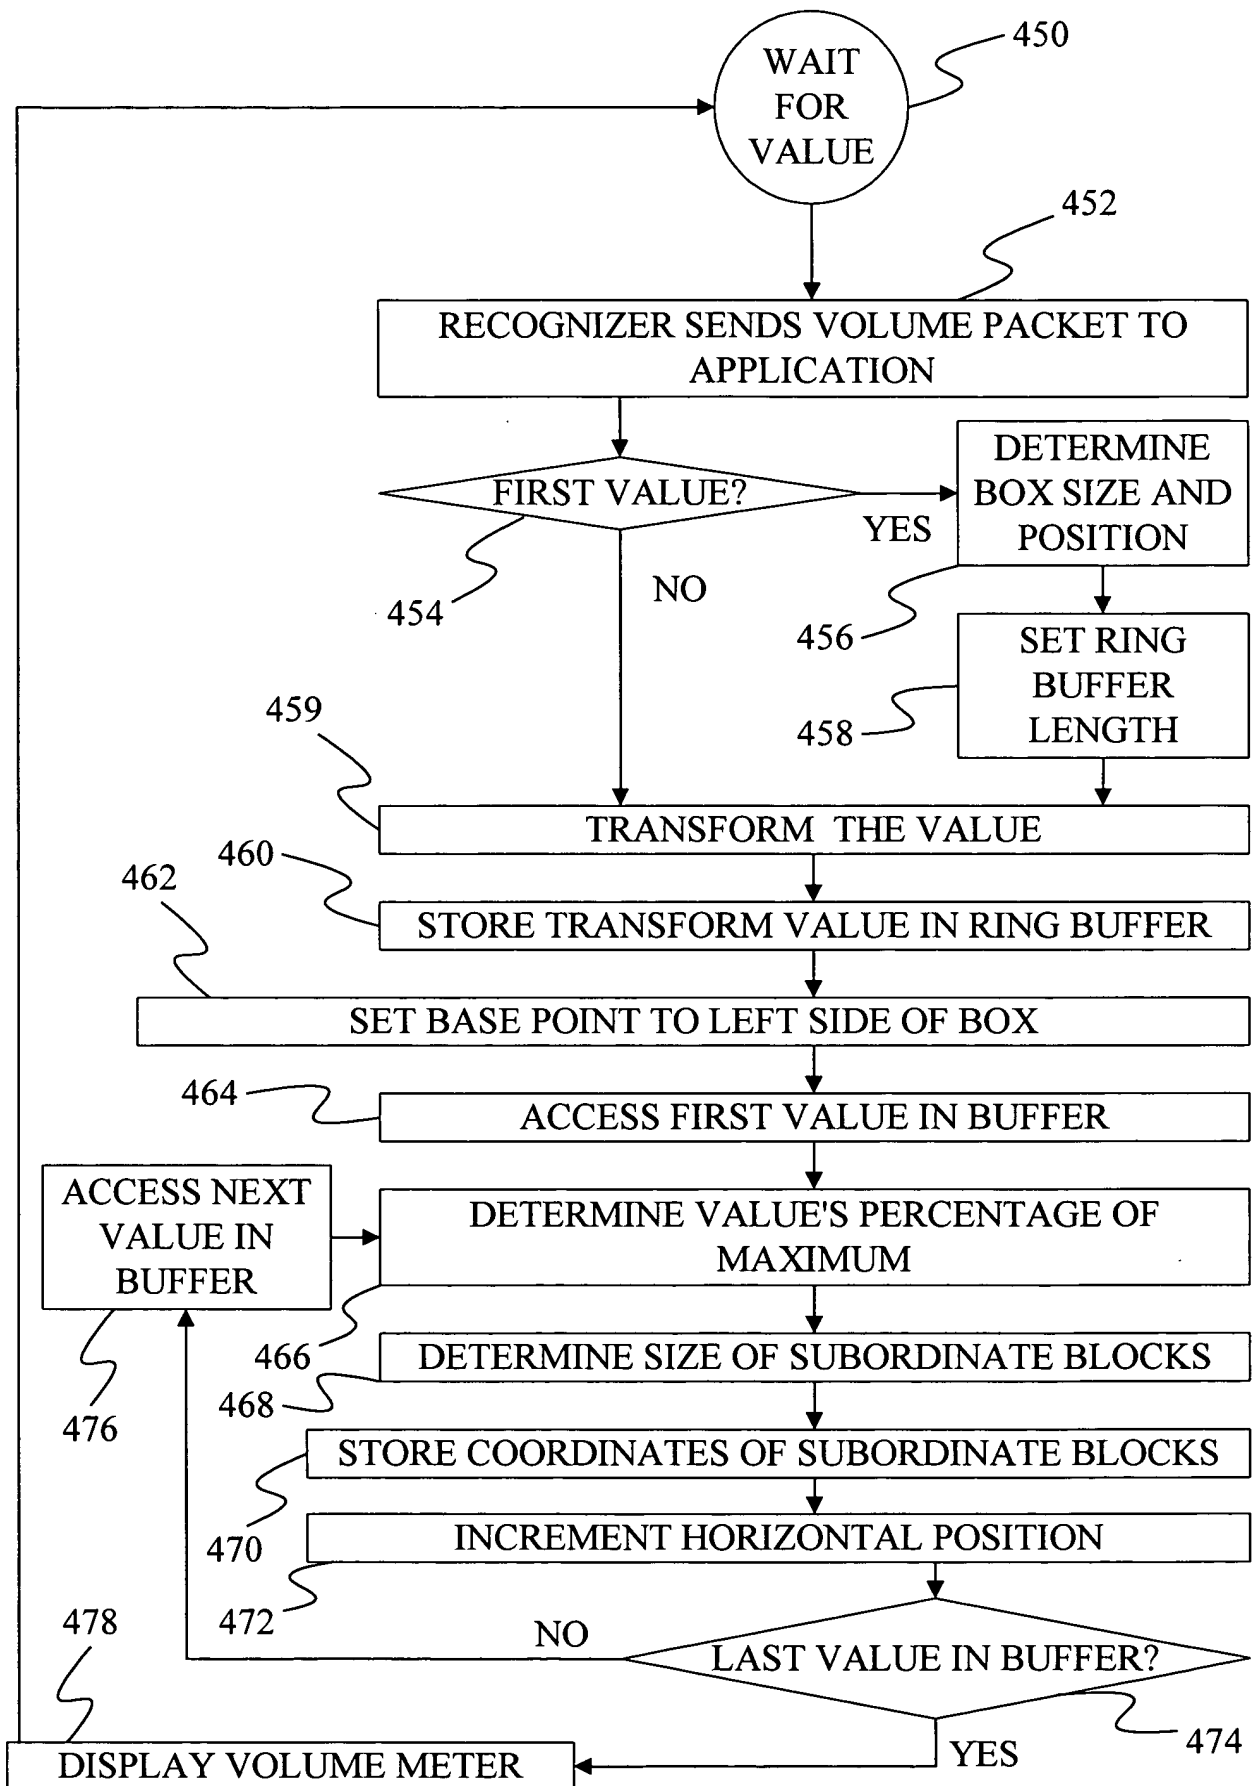 WAIT
FOR
VALUE
450
452
RECOGNIZER SENDS VOLUME PACKET TO
APPLICATION
FIRST VALUE?
YES
NO
454
DETERMINE
BOX SIZE AND
POSITION
456
SET RING
BUFFER
LENGTH
458
459
TRANSFORM THE VALUE
460
STORE TRANSFORM VALUE IN RING BUFFER
462
SET BASE POINT TO LEFT SIDE OF BOX
464
ACCESS FIRST VALUE IN BUFFER
ACCESS NEXT
VALUE IN
BUFFER
476
DETERMINE VALUE'S PERCENTAGE OF
MAXIMUM
466
DETERMINE SIZE OF SUBORDINATE BLOCKS
468
STORE COORDINATES OF SUBORDINATE BLOCKS
470
INCREMENT HORIZONTAL POSITION
472
LAST VALUE IN BUFFER?
NO
474
YES
478
DISPLAY VOLUME METER